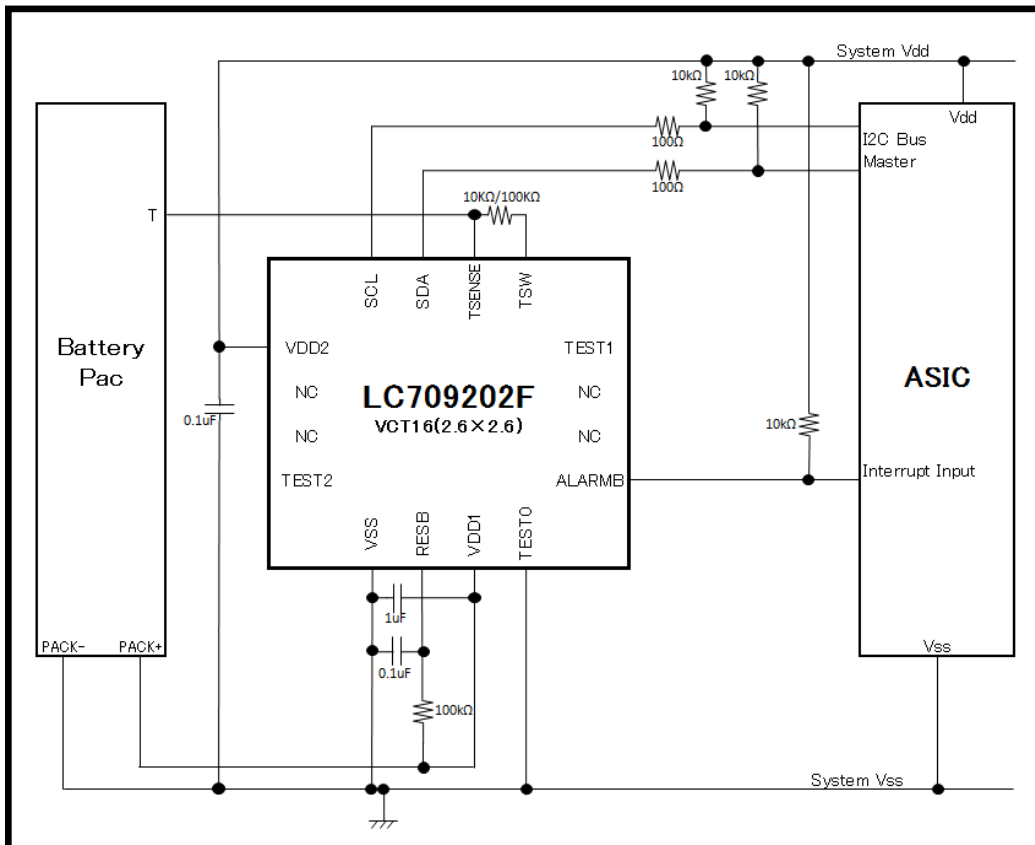 System Vdd
10kΩ
10kΩ
Vdd
I2C Bus
Master
100Ω
100Ω
10KΩ/100KΩ
T
SCL
SDA
TSENSE
TSW
Battery
Pac
VDD2
TEST1
NC
LC709202F
VCT16(2.6×2.6)
NC
NC
NC
0.1uF
10kΩ
ASIC
TEST2
ALARMB
Interrupt Input
VSS
RESB
VDD1
TEST0
1uF
0.1uF
100kΩ
PACK-
PACK+
Vss
System Vss